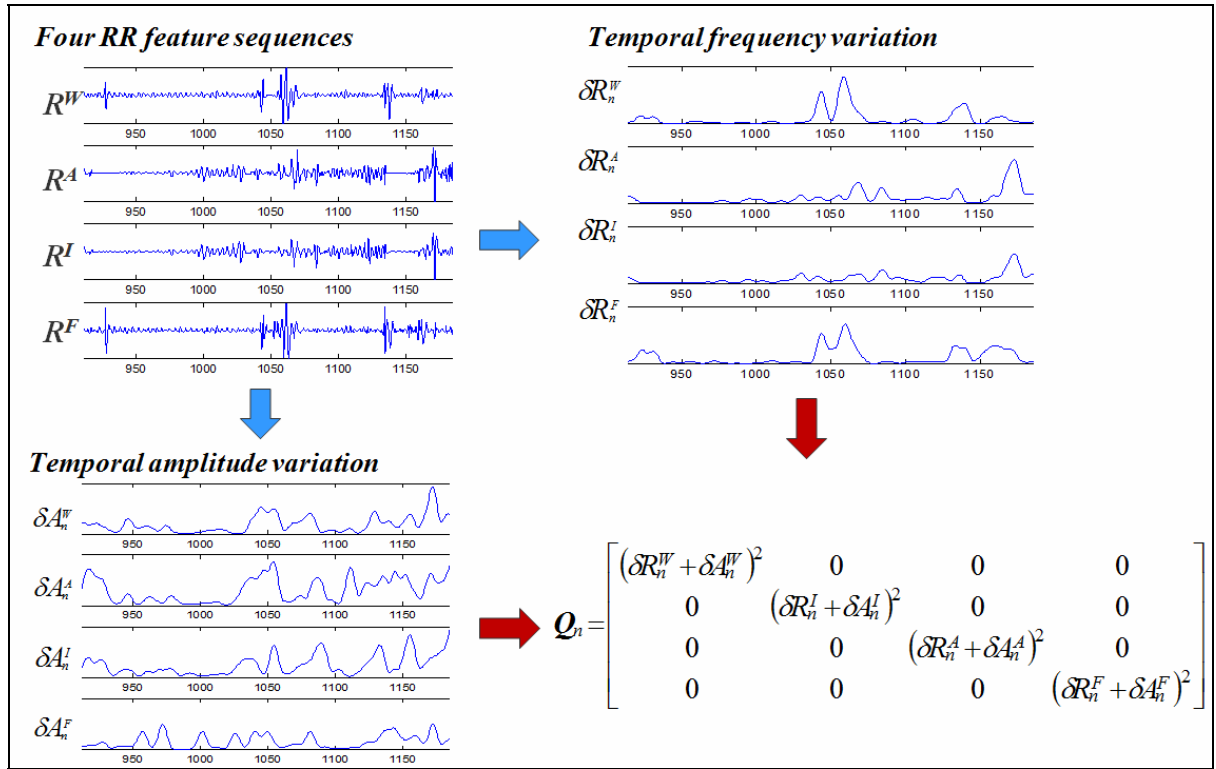 Four RR feature sequences
R^W
950 1000 1050 1100 1150
R^A
950 1000 1050 1100 1150
R^I
950 1000 1050 1100 1150
R^F
950 1000 1050 1100 1150
Temporal frequency variation
δR_n^W
950 1000 1050 1100 1150
δR_n^A
950 1000 1050 1100 1150
δR_n^I
950 1000 1050 1100 1150
δR_n^F
950 1000 1050 1100 1150
Temporal amplitude variation
δA_n^W
950 1000 1050 1100 1150
δA_n^A
950 1000 1050 1100 1150
δA_n^I
950 1000 1050 1100 1150
δA_n^F
950 1000 1050 1100 1150
Q_n =
(δR_n^W + δA_n^W)^2 0 0 0
0 (δR_n^I + δA_n^I)^2 0 0
0 0 (δR_n^A + δA_n^A)^2 0
0 0 0 (δR_n^F + δA_n^F)^2